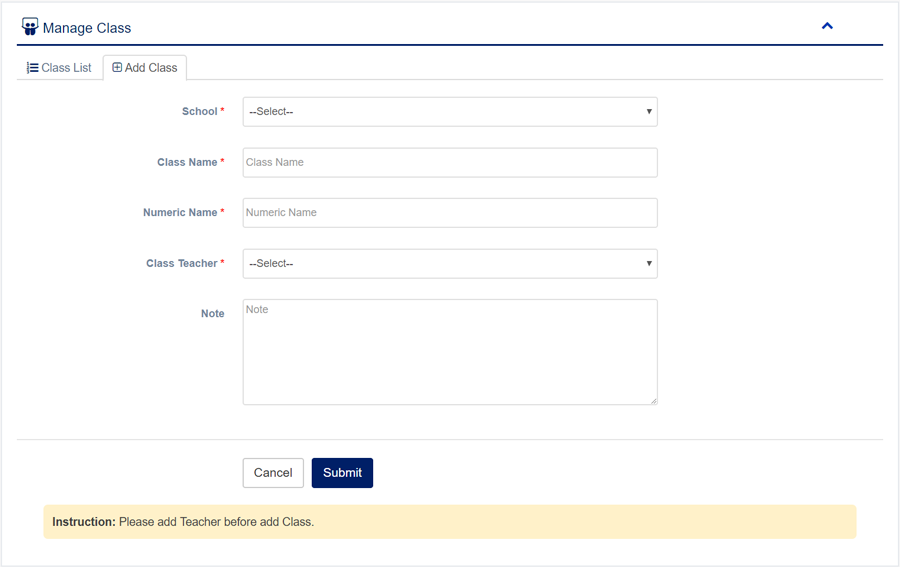 Manage Class
Class List
Add Class
School *
--Select--
Class Name *
Class Name
Numeric Name *
Numeric Name
Class Teacher *
--Select--
Note
Note
Cancel
Submit
Instruction: Please add Teacher before add Class.